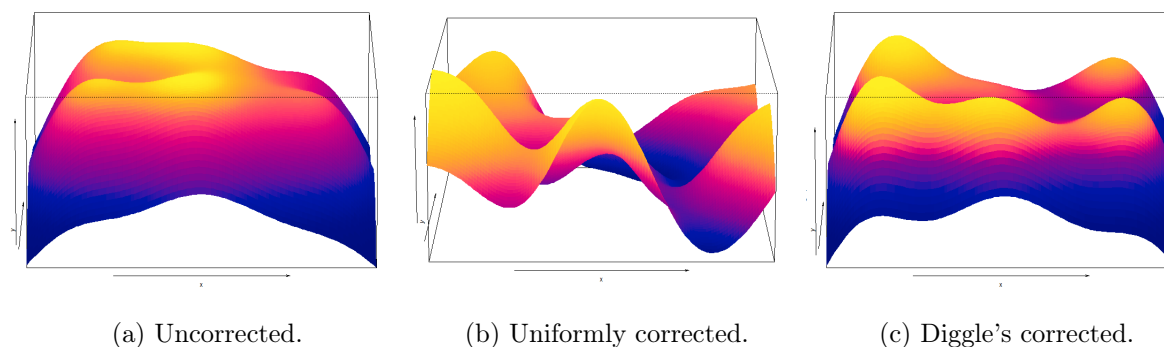 y
x
y
x
y
x
(a) Uncorrected.
(b) Uniformly corrected.
(c) Diggle's corrected.